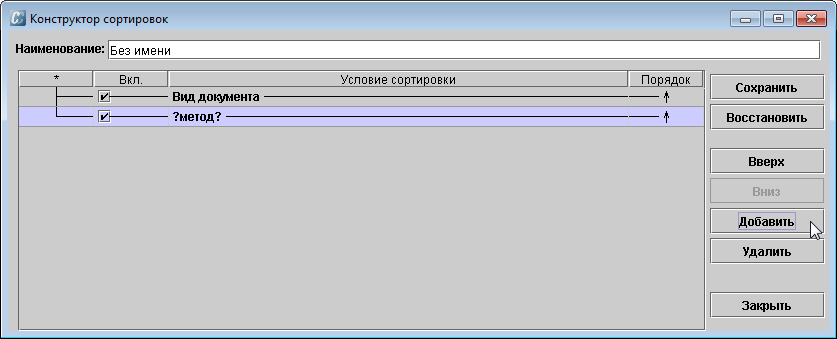 Конструктор сортировок
Наименование: Без имени
* Вкл. Условие сортировки Порядок
Вид документа
?метод?
Сохранить
Восстановить
Вверх
Вниз
Добавить
Удалить
Закрыть